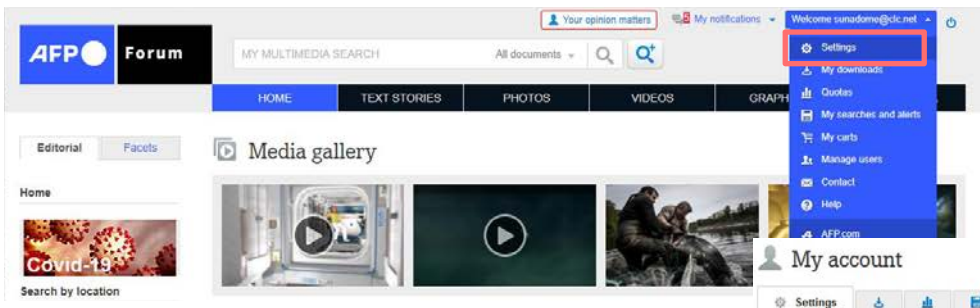 Your opinion matters
My notifications
Welcome sunadome@clc.net
AFP Forum
MY MULTIMEDIA SEARCH
All documents
Settings
My downloads
Quotas
My searches and alerts
My carts
Manage users
Contact
Help
AFP.com
HOME TEXT STORIES PHOTOS VIDEOS GRAPH
Editorial Facets
Media gallery
Home
Covid-19
Search by location
My account
Settings